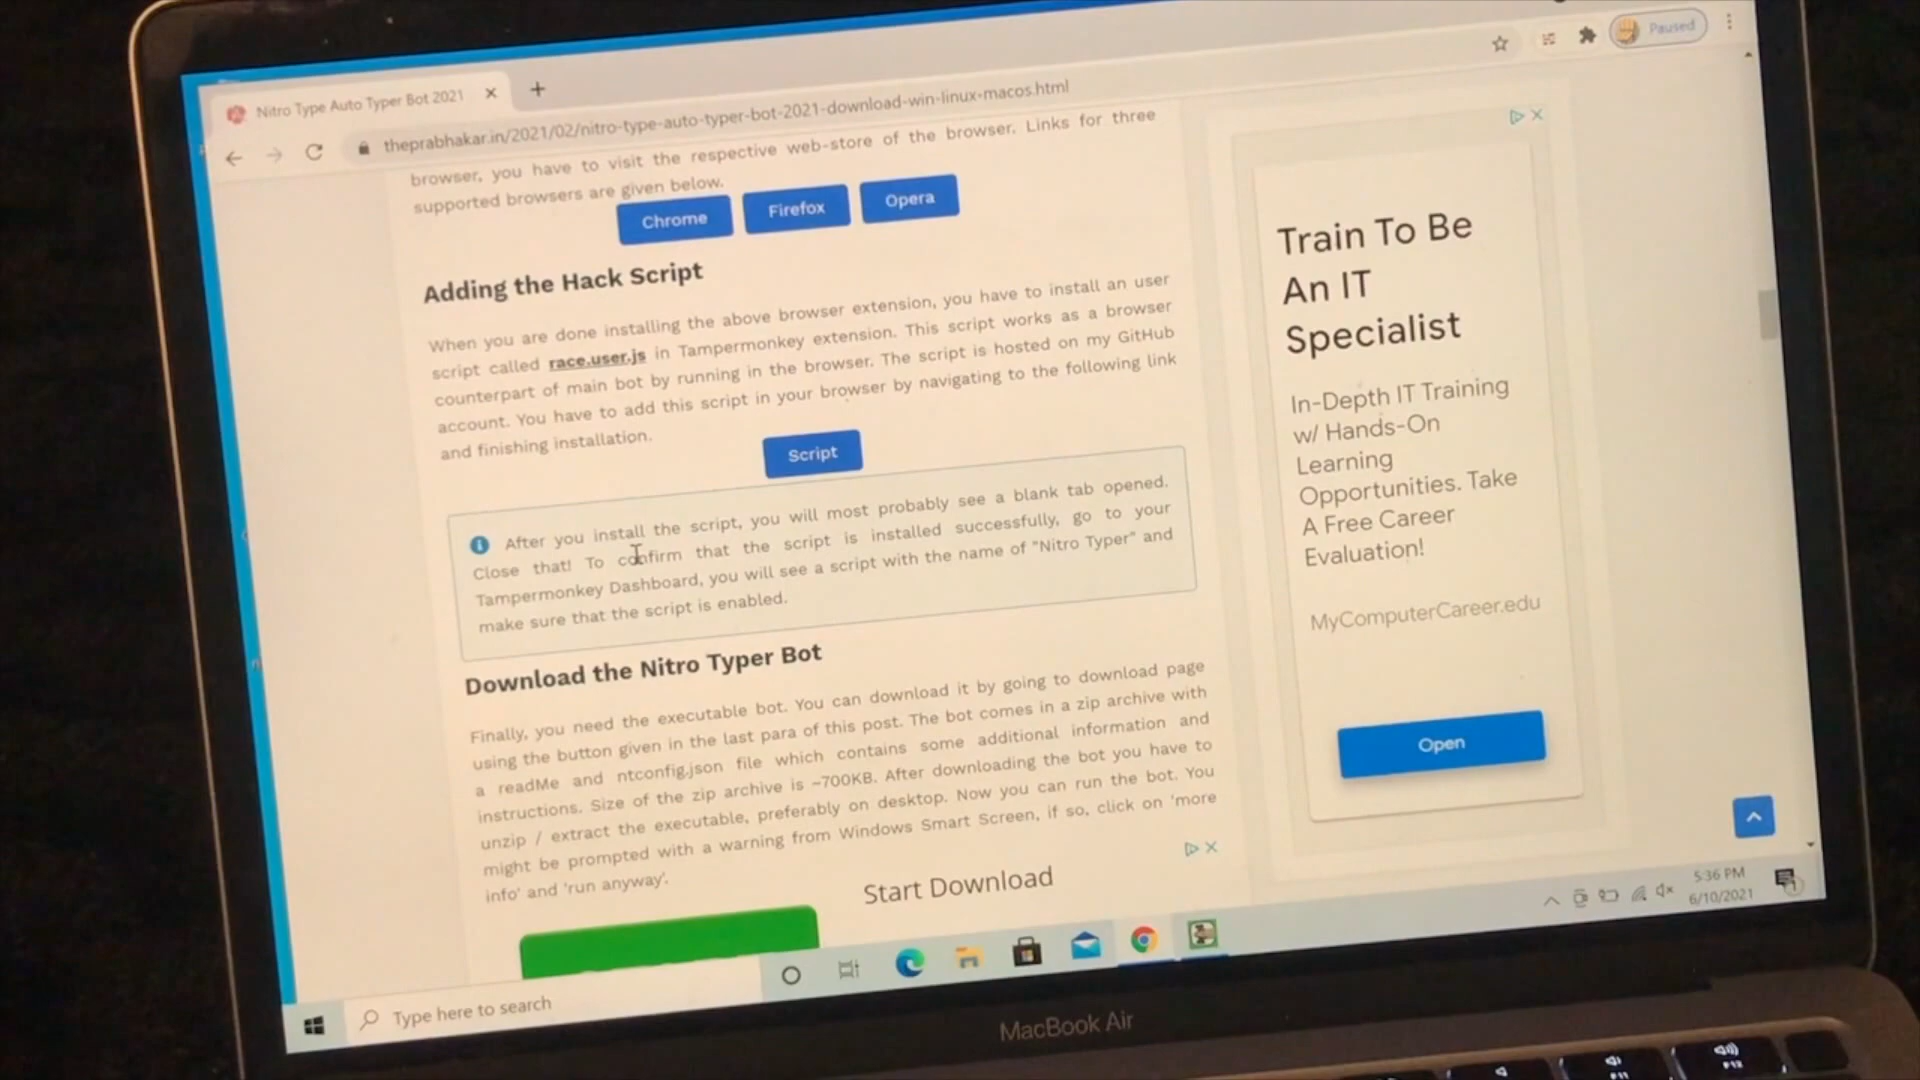 Nitro Type Auto Typer Bot 2021
Paused
theprabhakar.in/2021/02/nitro-type-auto-typer-bot-2021-download-win-linux-macos.html
browser, you have to visit the respective web-store of the browser. Links for three
supported browsers are given below.
Chrome
Firefox
Opera
Adding the Hack Script
When you are done installing the above browser extension, you have to install an user
script called race.user.js in Tampermonkey extension. This script works as a browser
counterpart of main bot by running in the browser. The script is hosted on my GitHub
account. You have to add this script in your browser by navigating to the following link
and finishing installation.
Script
After you install the script, you will most probably see a blank tab opened.
Close that! To confirm that the script is installed successfully, go to your
Tampermonkey Dashboard, you will see a script with the name of "Nitro Typer" and
make sure that the script is enabled.
Download the Nitro Typer Bot
Finally, you need the executable bot. You can download it by going to download page
using the button given in the last para of this post. The bot comes in a zip archive with
a readMe and ntconfig.json file which contains some additional information and
instructions. Size of the zip archive is ~700KB. After downloading the bot you have to
unzip / extract the executable, preferably on desktop. Now you can run the bot. You
might be prompted with a warning from Windows Smart Screen, if so, click on 'more
info' and 'run anyway'.
Start Download
Train To Be
An IT
Specialist
In-Depth IT Training
w/ Hands-On
Learning
Opportunities. Take
A Free Career
Evaluation!
MyComputerCareer.edu
Open
Type here to search
5:36 PM
6/10/2021
MacBook Air
F11
F12